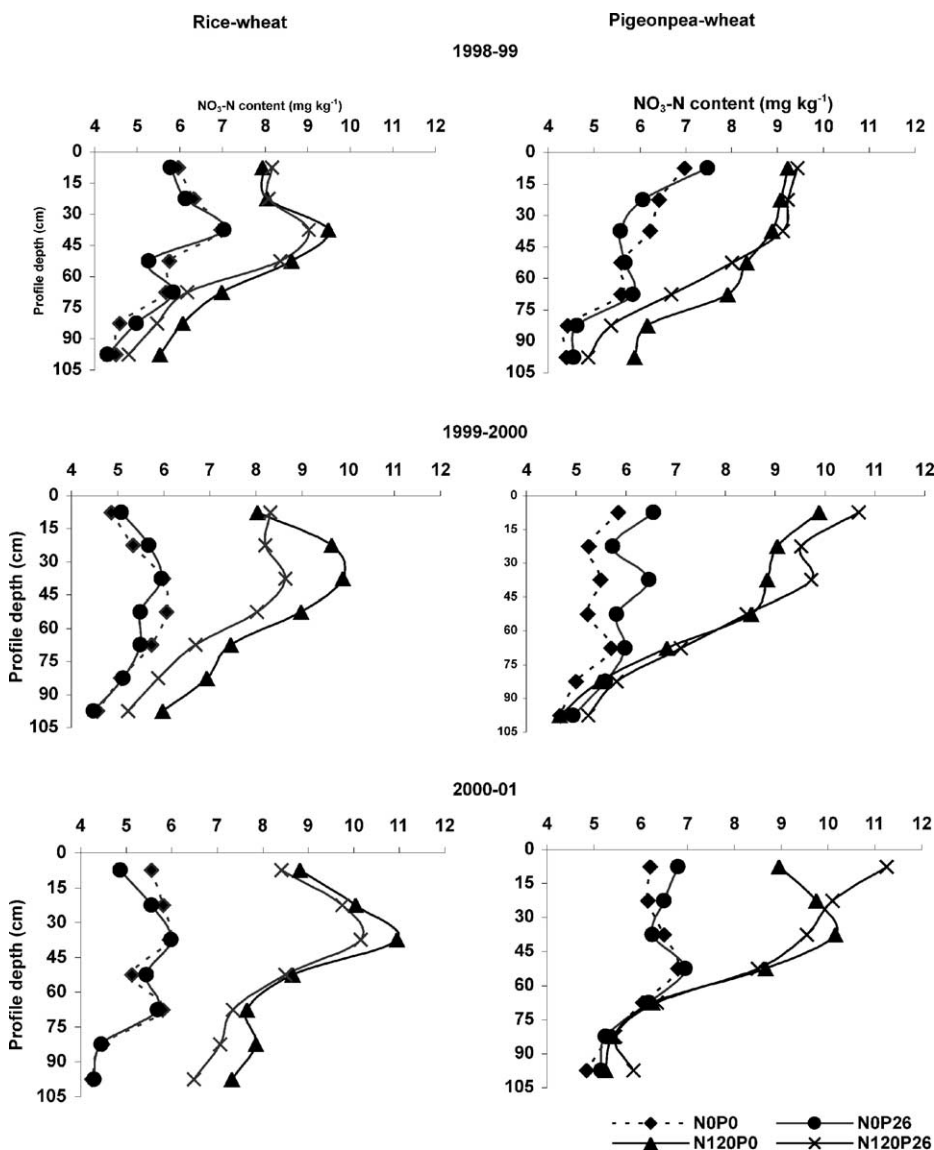 Rice-wheat Pigeonpea-wheat
1998-99
NO₃-N content (mg kg⁻¹) NO₃-N content (mg kg⁻¹)
4 5 6 7 8 9 10 11 12 4 5 6 7 8 9 10 11 12
Profile depth (cm)
0 0
15 15
30 30
45 45
60 60
75 75
90 90
105 105
1999-2000
4 5 6 7 8 9 10 11 12 4 5 6 7 8 9 10 11 12
Profile depth (cm)
0 0
15 15
30 30
45 45
60 60
75 75
90 90
105 105
2000-01
4 5 6 7 8 9 10 11 12 4 5 6 7 8 9 10 11 12
Profile depth (cm)
0 0
15 15
30 30
45 45
60 60
75 75
90 90
105 105
N0P0 N0P26
N120P0 N120P26